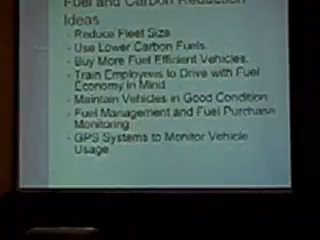 Fuel and Carbon Reduction
Ideas
- Reduce Fleet Size
- Use Lower Carbon Fuels.
- Buy More Fuel Efficient Vehicles.
- Train Employees to Drive with Fuel
Economy in Mind
- Maintain Vehicles in Good Condition
- Fuel Management and Fuel Purchase
Monitoring
- GPS Systems to Monitor Vehicle
Usage